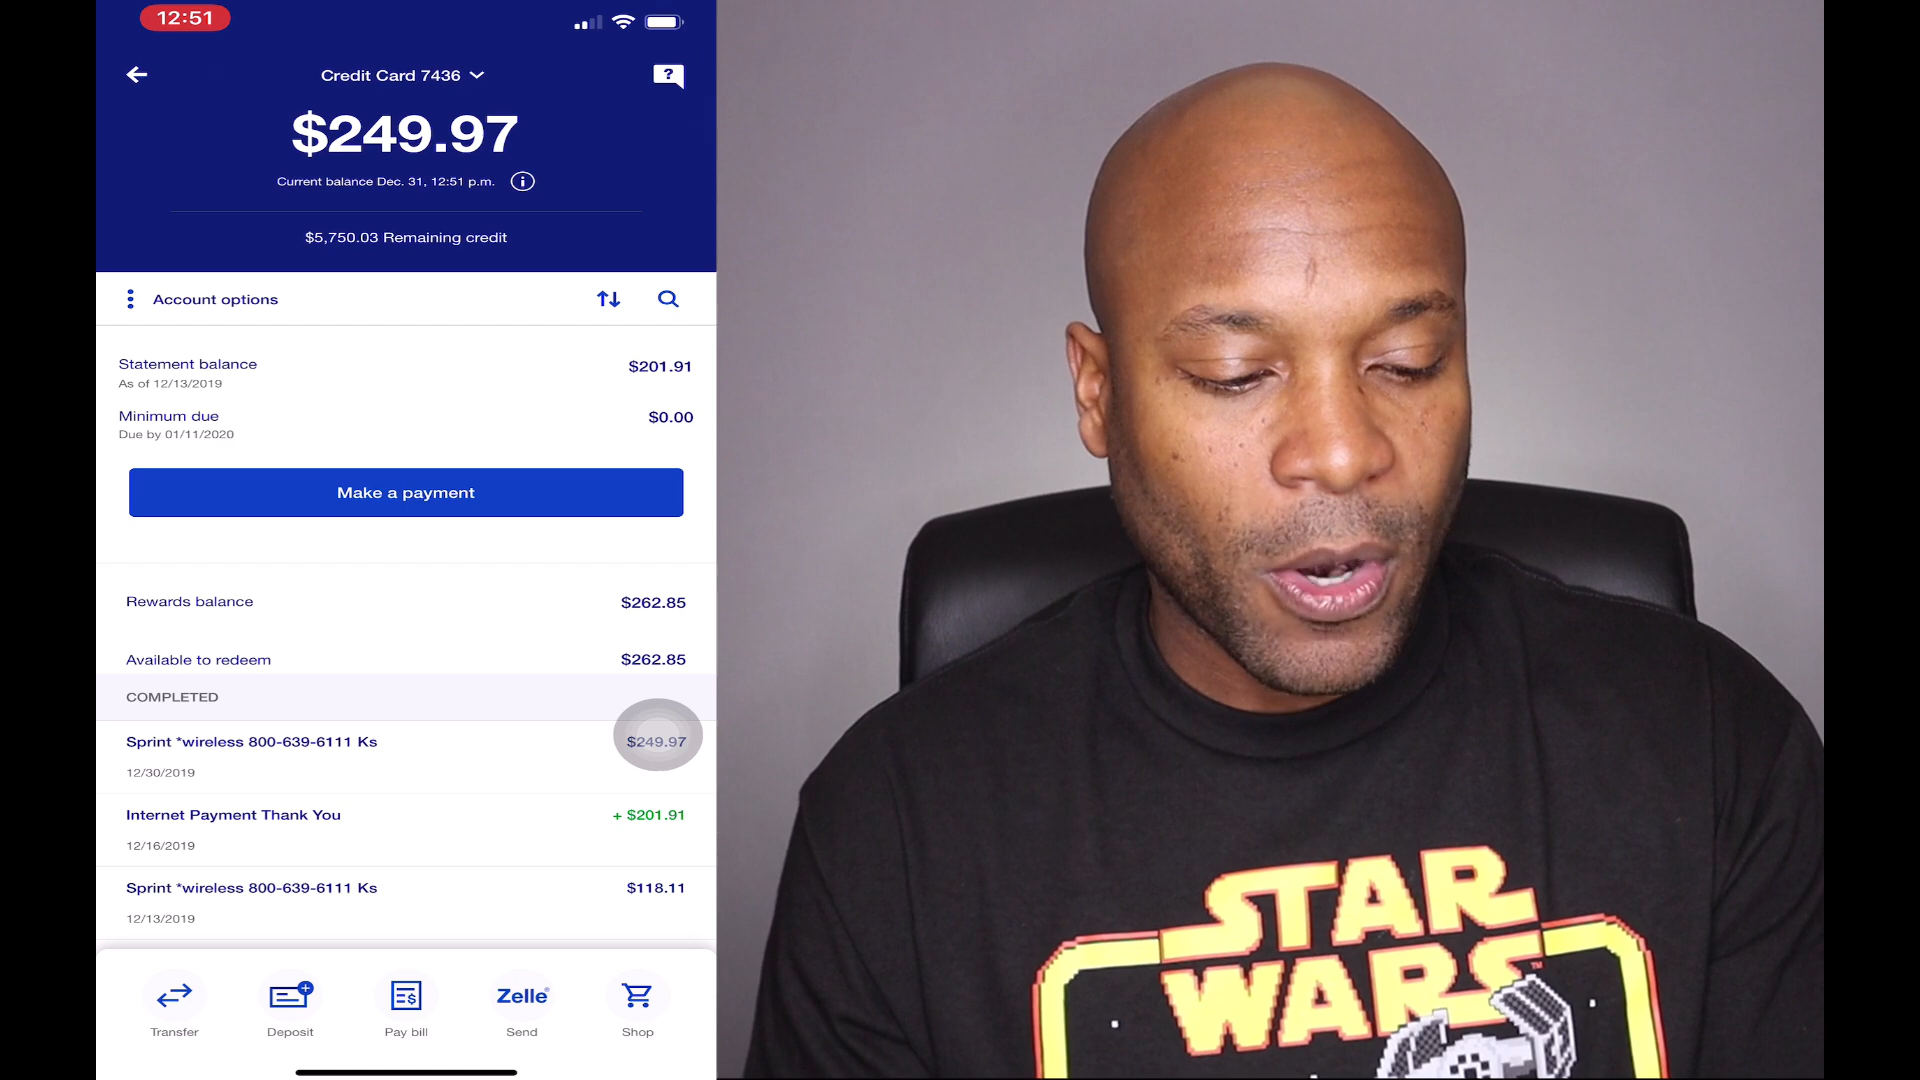 12:51
Credit Card 7436
?
$249.97
Current balance Dec. 31, 12:51 p.m. i
$5,750.03 Remaining credit
Account options
Statement balance $201.91
As of 12/13/2019
Minimum due $0.00
Due by 01/11/2020
Make a payment
Rewards balance $262.85
Available to redeem $262.85
COMPLETED
Sprint *wireless 800-639-6111 Ks $249.97
12/30/2019
Internet Payment Thank You + $201.91
12/16/2019
Sprint *wireless 800-639-6111 Ks $118.11
12/13/2019
Zelle®
Transfer Deposit Pay bill Send Shop
STAR
WARS™